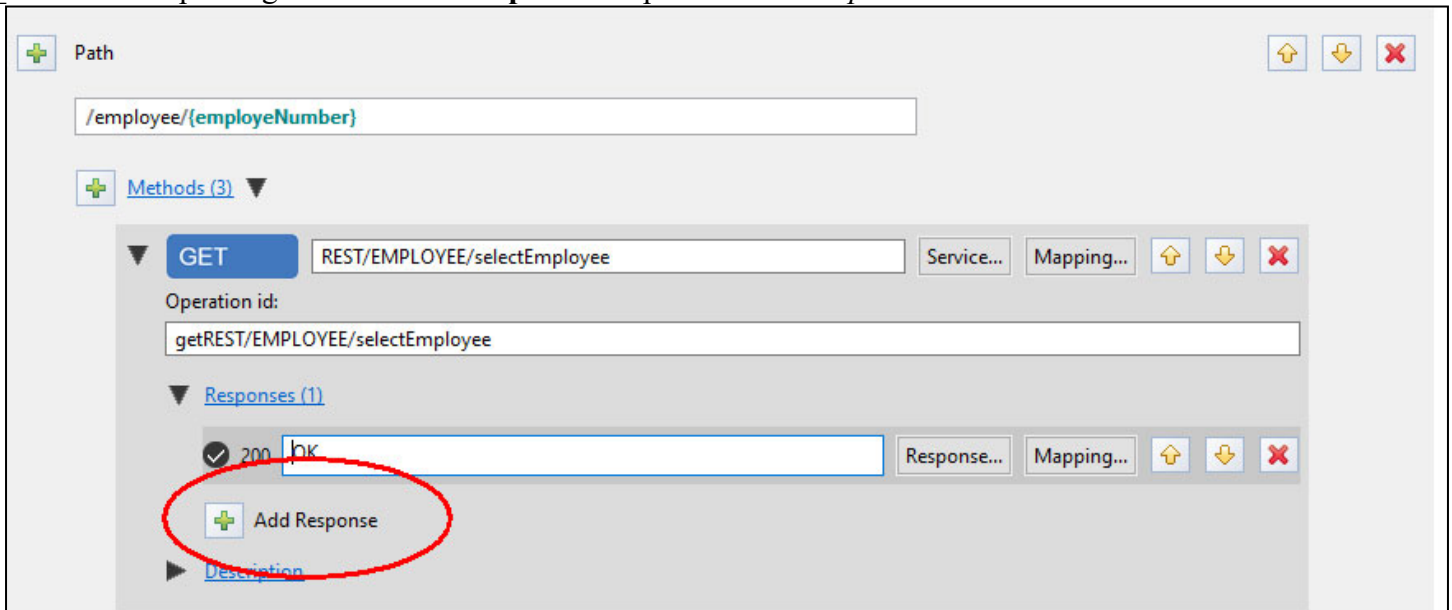 Path
/employee/{employeNumber}
Methods (3)
GET REST/EMPLOYEE/selectEmployee Service... Mapping...
Operation id:
getREST/EMPLOYEE/selectEmployee
Responses (1)
200 OK Response... Mapping...
Add Response
Description